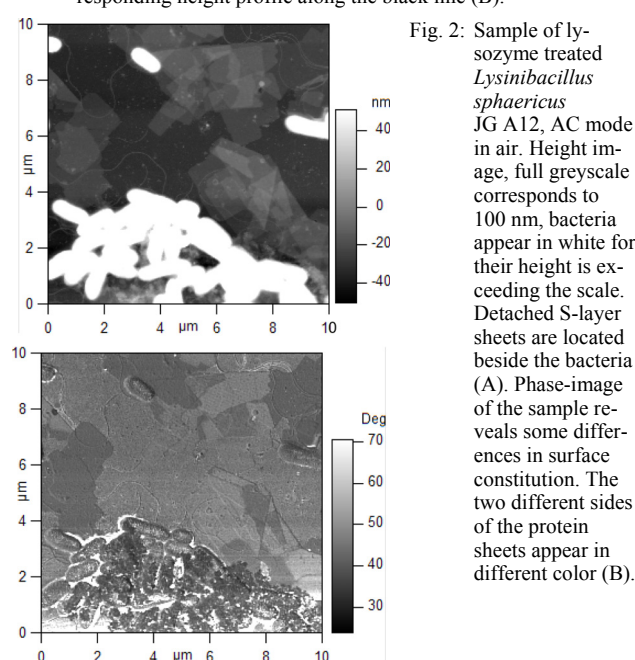 responding height profile along the black line (B).
Fig. 2: Sample of ly-
sozyme treated
Lysinibacillus
sphaericus
JG A12, AC mode
in air. Height im-
age, full greyscale
corresponds to
100 nm, bacteria
appear in white for
their height is ex-
ceeding the scale.
Detached S-layer
sheets are located
beside the bacteria
(A). Phase-image
of the sample re-
veals some differ-
ences in surface
constitution. The
two different sides
of the protein
sheets appear in
different color (B).
10
8
6
µm
4
2
0
0 2 4 µm 6 8 10
nm
40
20
0
-20
-40
10
8
6
µm
4
2
0
0 2 4 µm 6 8 10
Deg
70
60
50
40
30